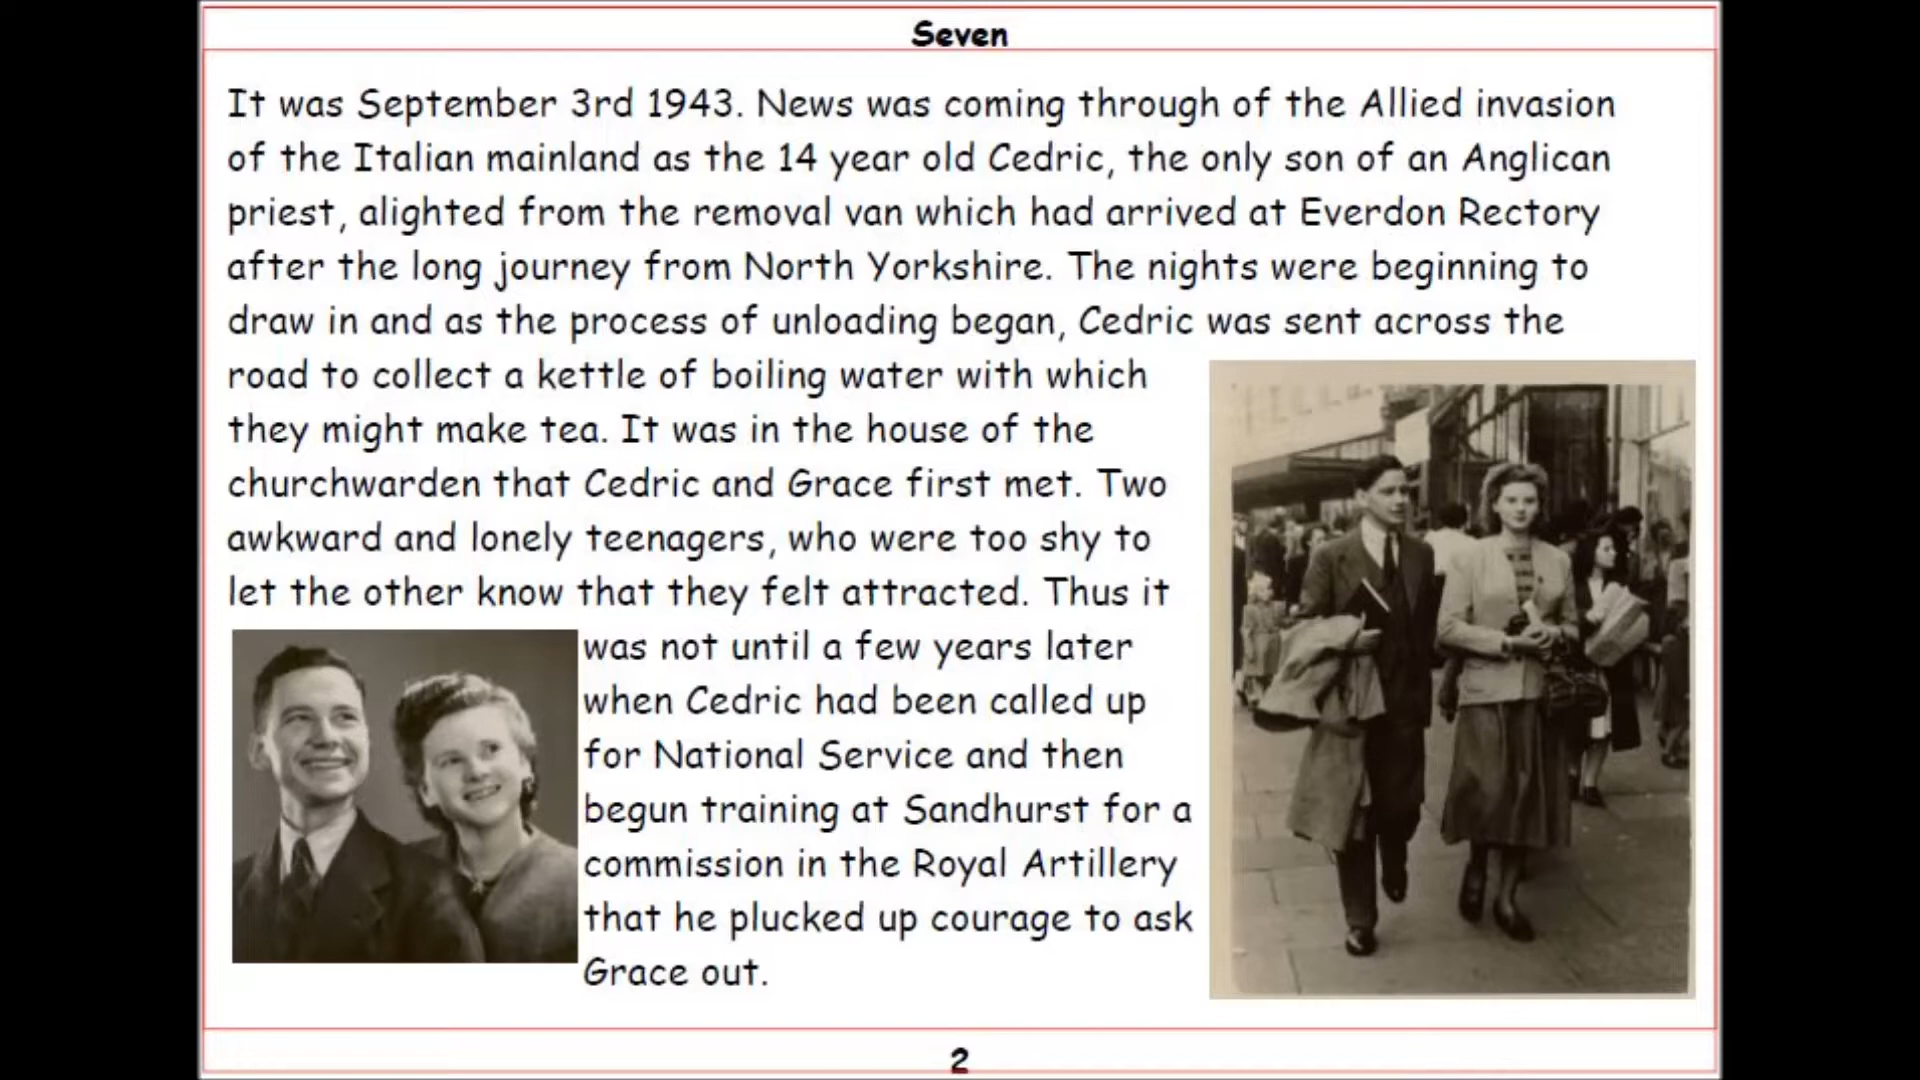 Seven
It was September 3rd 1943. News was coming through of the Allied invasion
of the Italian mainland as the 14 year old Cedric, the only son of an Anglican
priest, alighted from the removal van which had arrived at Everdon Rectory
after the long journey from North Yorkshire. The nights were beginning to
draw in and as the process of unloading began, Cedric was sent across the
road to collect a kettle of boiling water with which
they might make tea. It was in the house of the
churchwarden that Cedric and Grace first met. Two
awkward and lonely teenagers, who were too shy to
let the other know that they felt attracted. Thus it
was not until a few years later
when Cedric had been called up
for National Service and then
begun training at Sandhurst for a
commission in the Royal Artillery
that he plucked up courage to ask
Grace out.
2